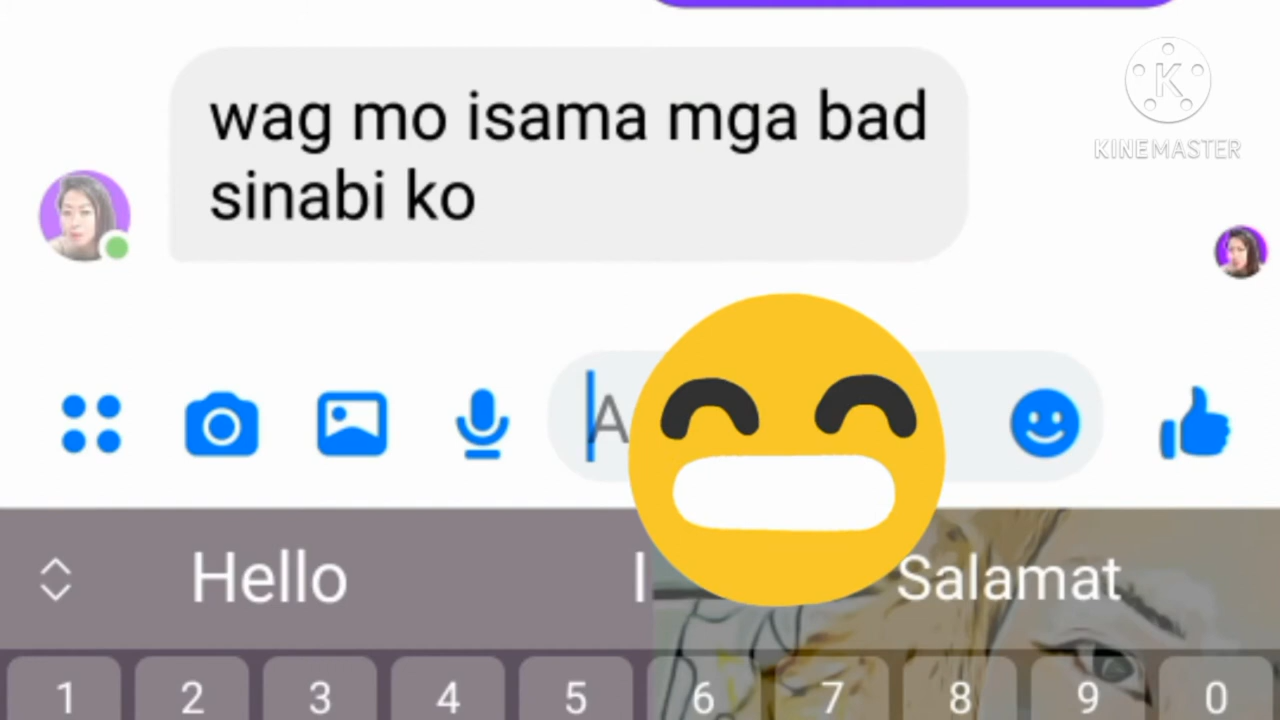 wag mo isama mga bad
sinabi ko
K
KINEMASTER
A
Hello
I
Salamat
1 2 3 4 5 6 7 8 9 0